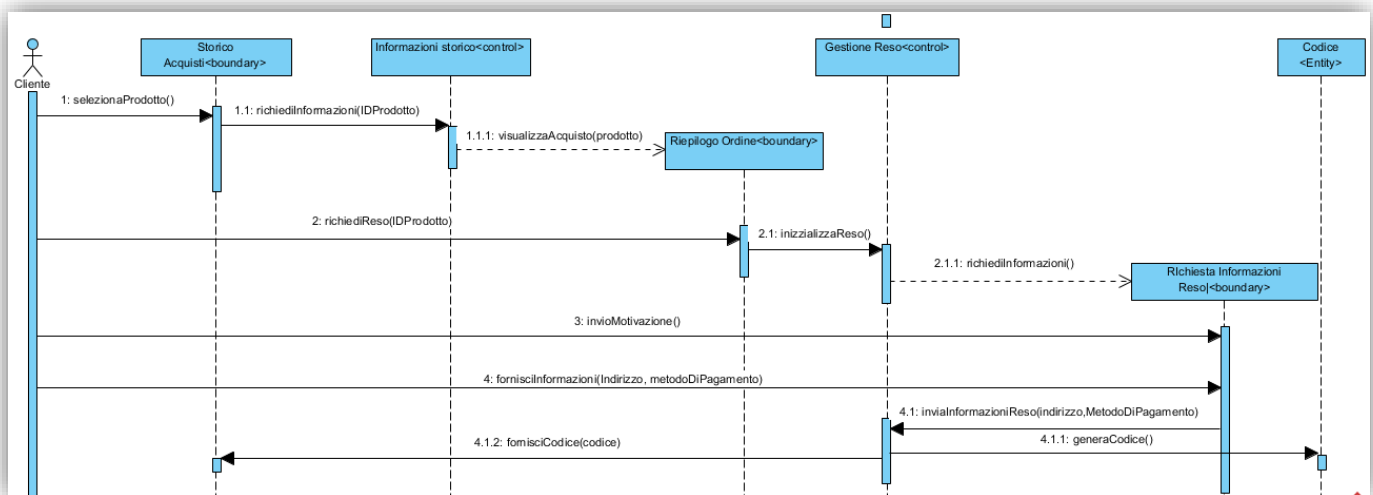 Storico
Acquisti<boundary>
Informazioni storico<control>
Gestione Reso<control>
Codice
<Entity>
Cliente
1: selezionaProdotto()
1.1: richiediInformazioni(IDProdotto)
1.1.1: visualizzaAcquisto(prodotto)
Riepilogo Ordine<boundary>
2: richiediReso(IDProdotto)
2.1: inizzializzaReso()
2.1.1: richiediInformazioni()
RIchiesta Informazioni
Reso|<boundary>
3: invioMotivazione()
4: fornisciInformazioni(Indirizzo, metodoDiPagamento)
4.1: inviaInformazioniReso(indirizzo,MetodoDiPagamento)
4.1.2: fornisciCodice(codice)
4.1.1: generaCodice()